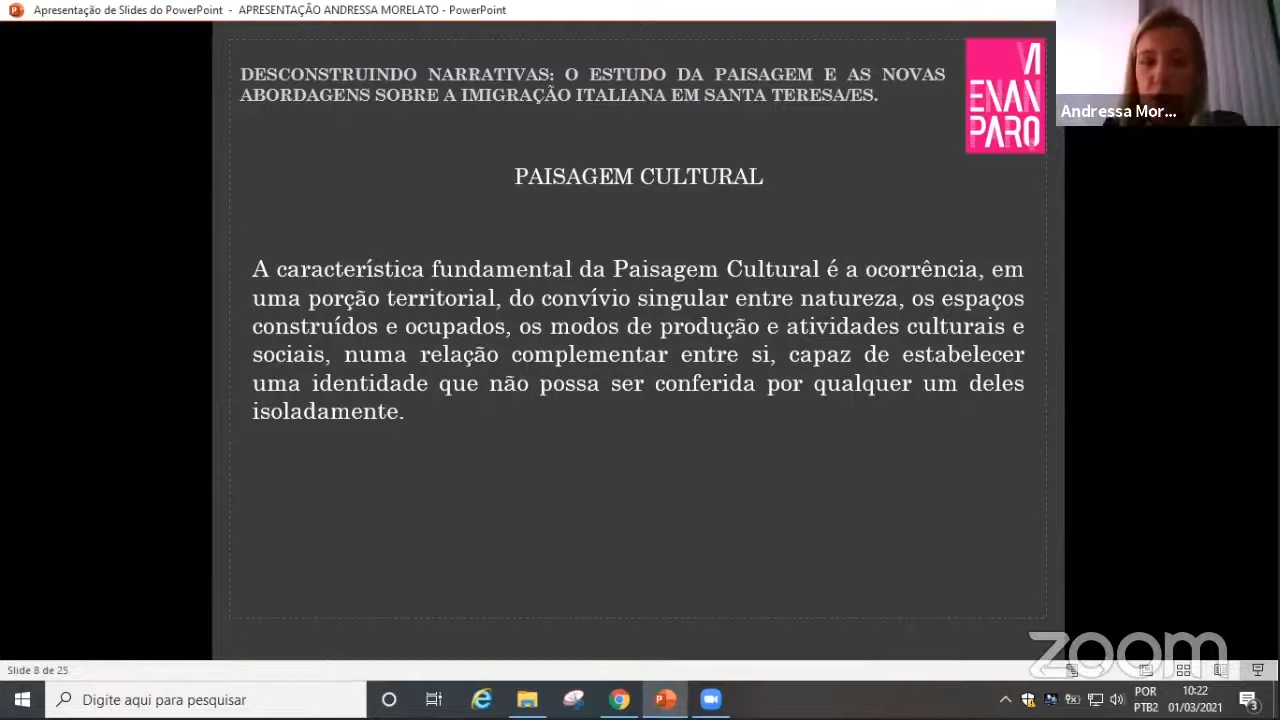 Apresentação de Slides do PowerPoint - APRESENTAÇÃO ANDRESSA MORELATO - PowerPoint
DESCONSTRUINDO NARRATIVAS: O ESTUDO DA PAISAGEM E AS NOVAS
ABORDAGENS SOBRE A IMIGRAÇÃO ITALIANA EM SANTA TERESA/ES.
VI
ENAN
PARQ
Andressa Mor...
PAISAGEM CULTURAL
A característica fundamental da Paisagem Cultural é a ocorrência, em
uma porção territorial, do convívio singular entre natureza, os espaços
construídos e ocupados, os modos de produção e atividades culturais e
sociais, numa relação complementar entre si, capaz de estabelecer
uma identidade que não possa ser conferida por qualquer um deles
isoladamente.
zoom
Slide 8 de 25
Digite aqui para pesquisar
POR
PTB2
10:22
01/03/2021
3